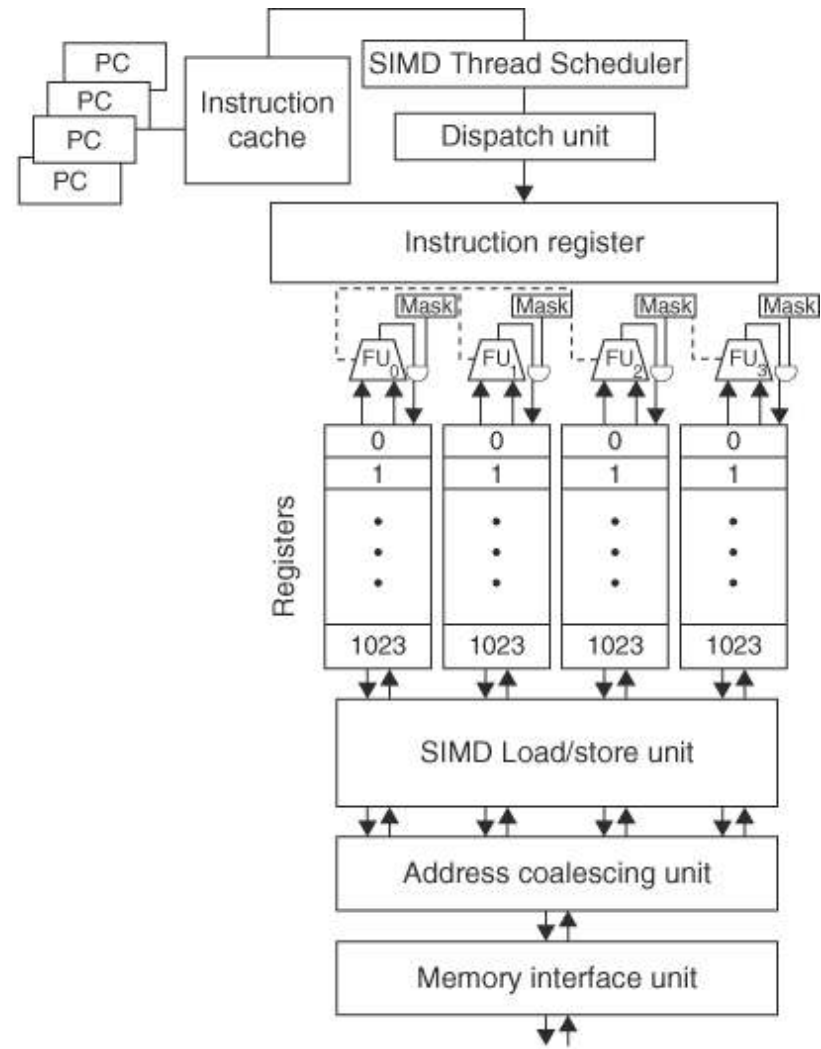 PC
PC
PC
PC
Instruction
cache
SIMD Thread Scheduler
Dispatch unit
Instruction register
Mask
Mask
Mask
Mask
FU0
FU1
FU2
FU3
Registers
0
0
0
0
1
1
1
1
1023
1023
1023
1023
SIMD Load/store unit
Address coalescing unit
Memory interface unit